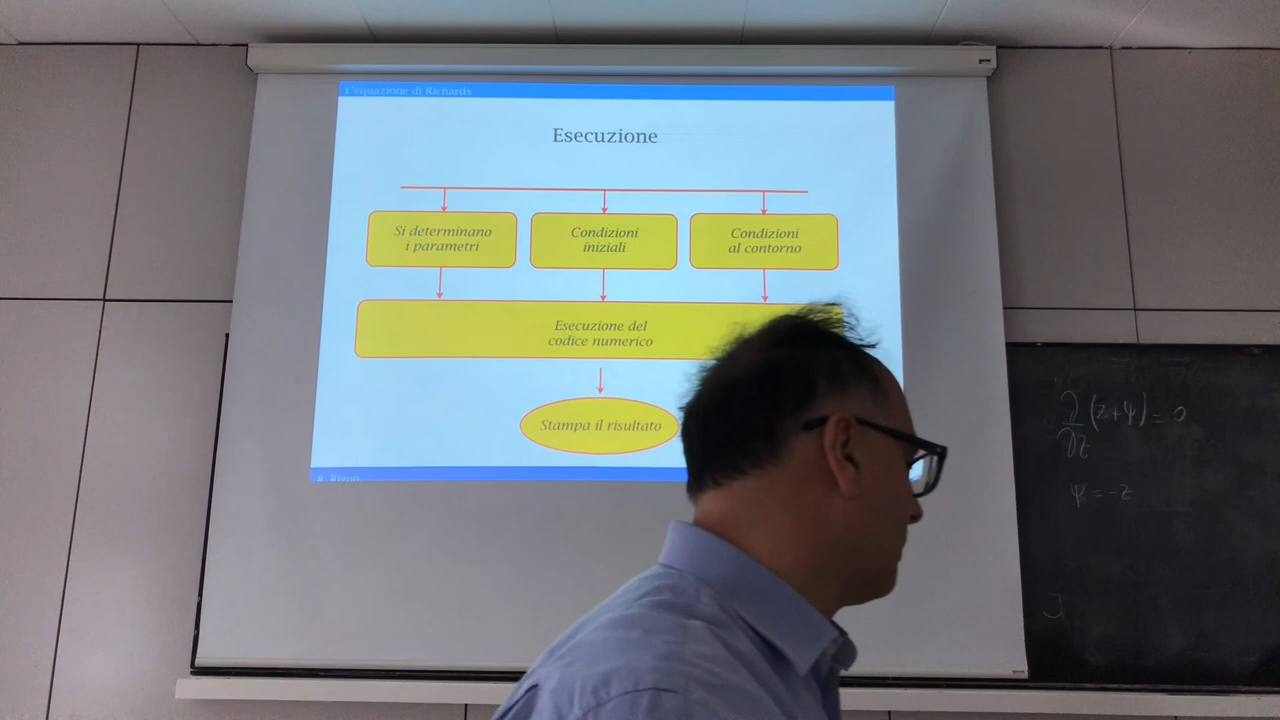 L'equazione di Richards
Esecuzione
Si determinano
i parametri
Condizioni
iniziali
Condizioni
al contorno
Esecuzione del
codice numerico
Stampa il risultato
R. Rigon
∂/∂z (z+ψ) = 0
ψ = -z